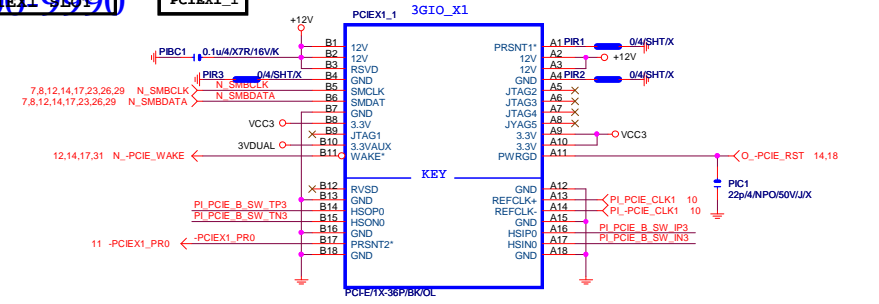 PCIEX1_1
PCIEX1_1 3GIO_X1
+12V
PIBC1 0.1u/4/X7R/16V/K
PIR3 0/4/SHT/X
7,8,12,14,17,23,26,29 N_SMBCLK N_SMBCLK
7,8,12,14,17,23,26,29 N_SMBDATA N_SMBDATA
VCC3
3VDUAL
12,14,17,31 N_-PCIE_WAKE
PI_PCIE_B_SW_TP3
PI_PCIE_B_SW_TN3
11 -PCIEX1_PR0 -PCIEX1_PR0
B1 12V
B2 12V
B3 RSVD
B4 GND
B5 SMCLK
B6 SMDAT
B7 GND
B8 3.3V
B9 JTAG1
B10 3.3VAUX
B11 WAKE*
KEY
B12 RVSD
B13 GND
B14 HSOP0
B15 HSON0
B16 GND
B17 PRSNT2*
B18 GND
PRSNT1* A1 PIR1 0/4/SHT/X
12V A2 +12V
12V A3
GND A4 PIR2 0/4/SHT/X
JTAG2 A5
JTAG3 A6
JTAG4 A7
JYAG5 A8
3.3V A9 VCC3
3.3V A10
PWRGD A11 O_-PCIE_RST 14,18
PIC1
22p/4/NPO/50V/J/X
GND A12
REFCLK+ A13 PI_PCIE_CLK1 10
REFCLK- A14 PI_-PCIE_CLK1 10
GND A15
HSIP0 A16 PI_PCIE_B_SW_IP3
HSIN0 A17 PI_PCIE_B_SW_IN3
GND A18
PCI-E/1X-36P/BK/OL